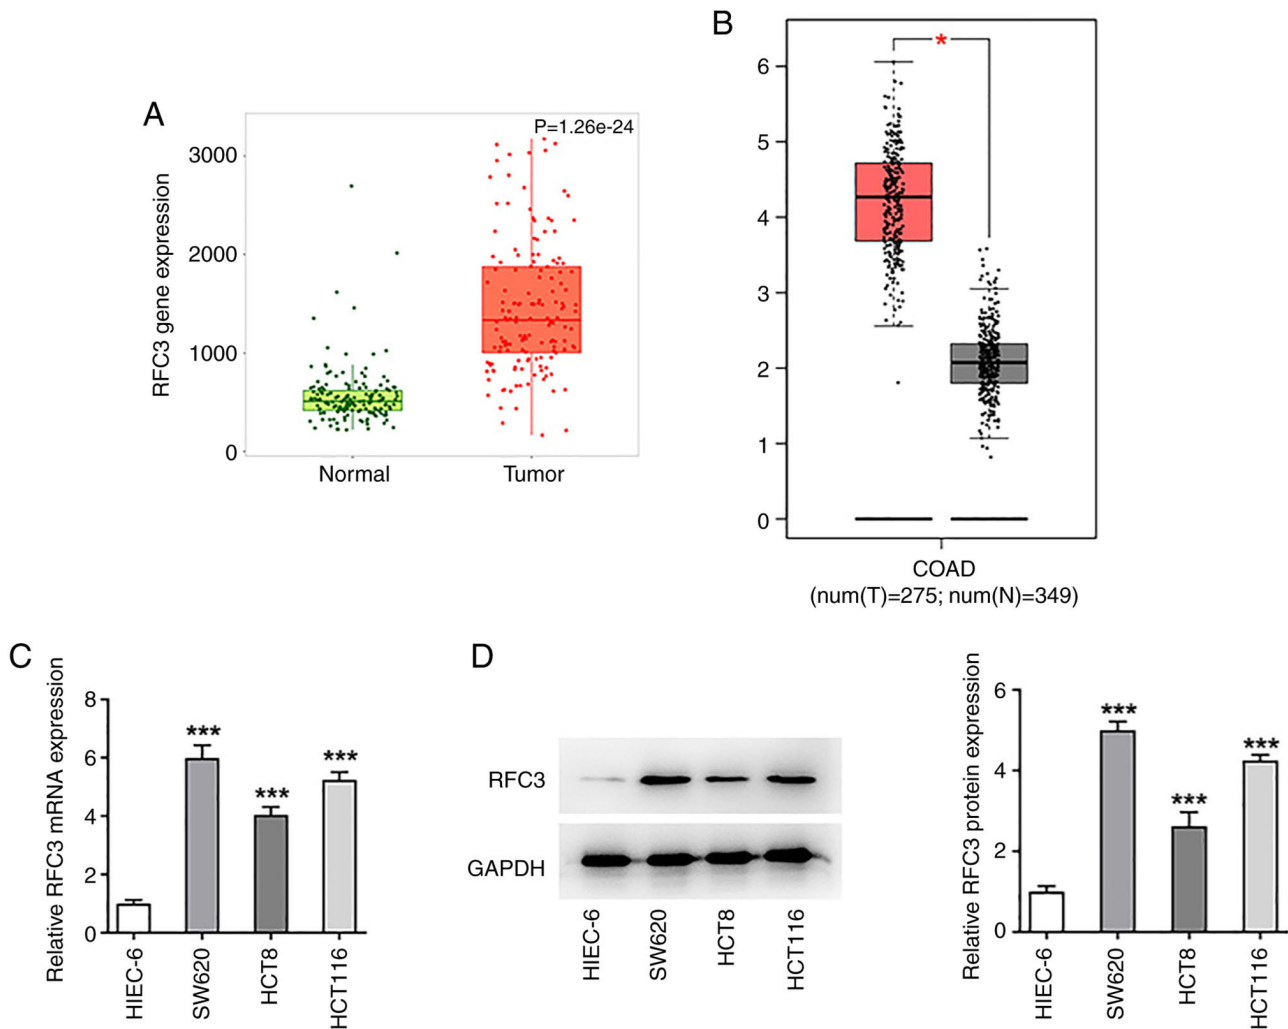 A
P=1.26e-24
RFC3 gene expression
3000
2000
1000
0
Normal
Tumor
B
*
6
5
4
3
2
1
0
COAD
(num(T)=275; num(N)=349)
C
Relative RFC3 mRNA expression
8
6
4
2
0
***
***
***
HIEC-6
SW620
HCT8
HCT116
D
RFC3
GAPDH
HIEC-6
SW620
HCT8
HCT116
Relative RFC3 protein expression
6
4
2
0
***
***
***
HIEC-6
SW620
HCT8
HCT116